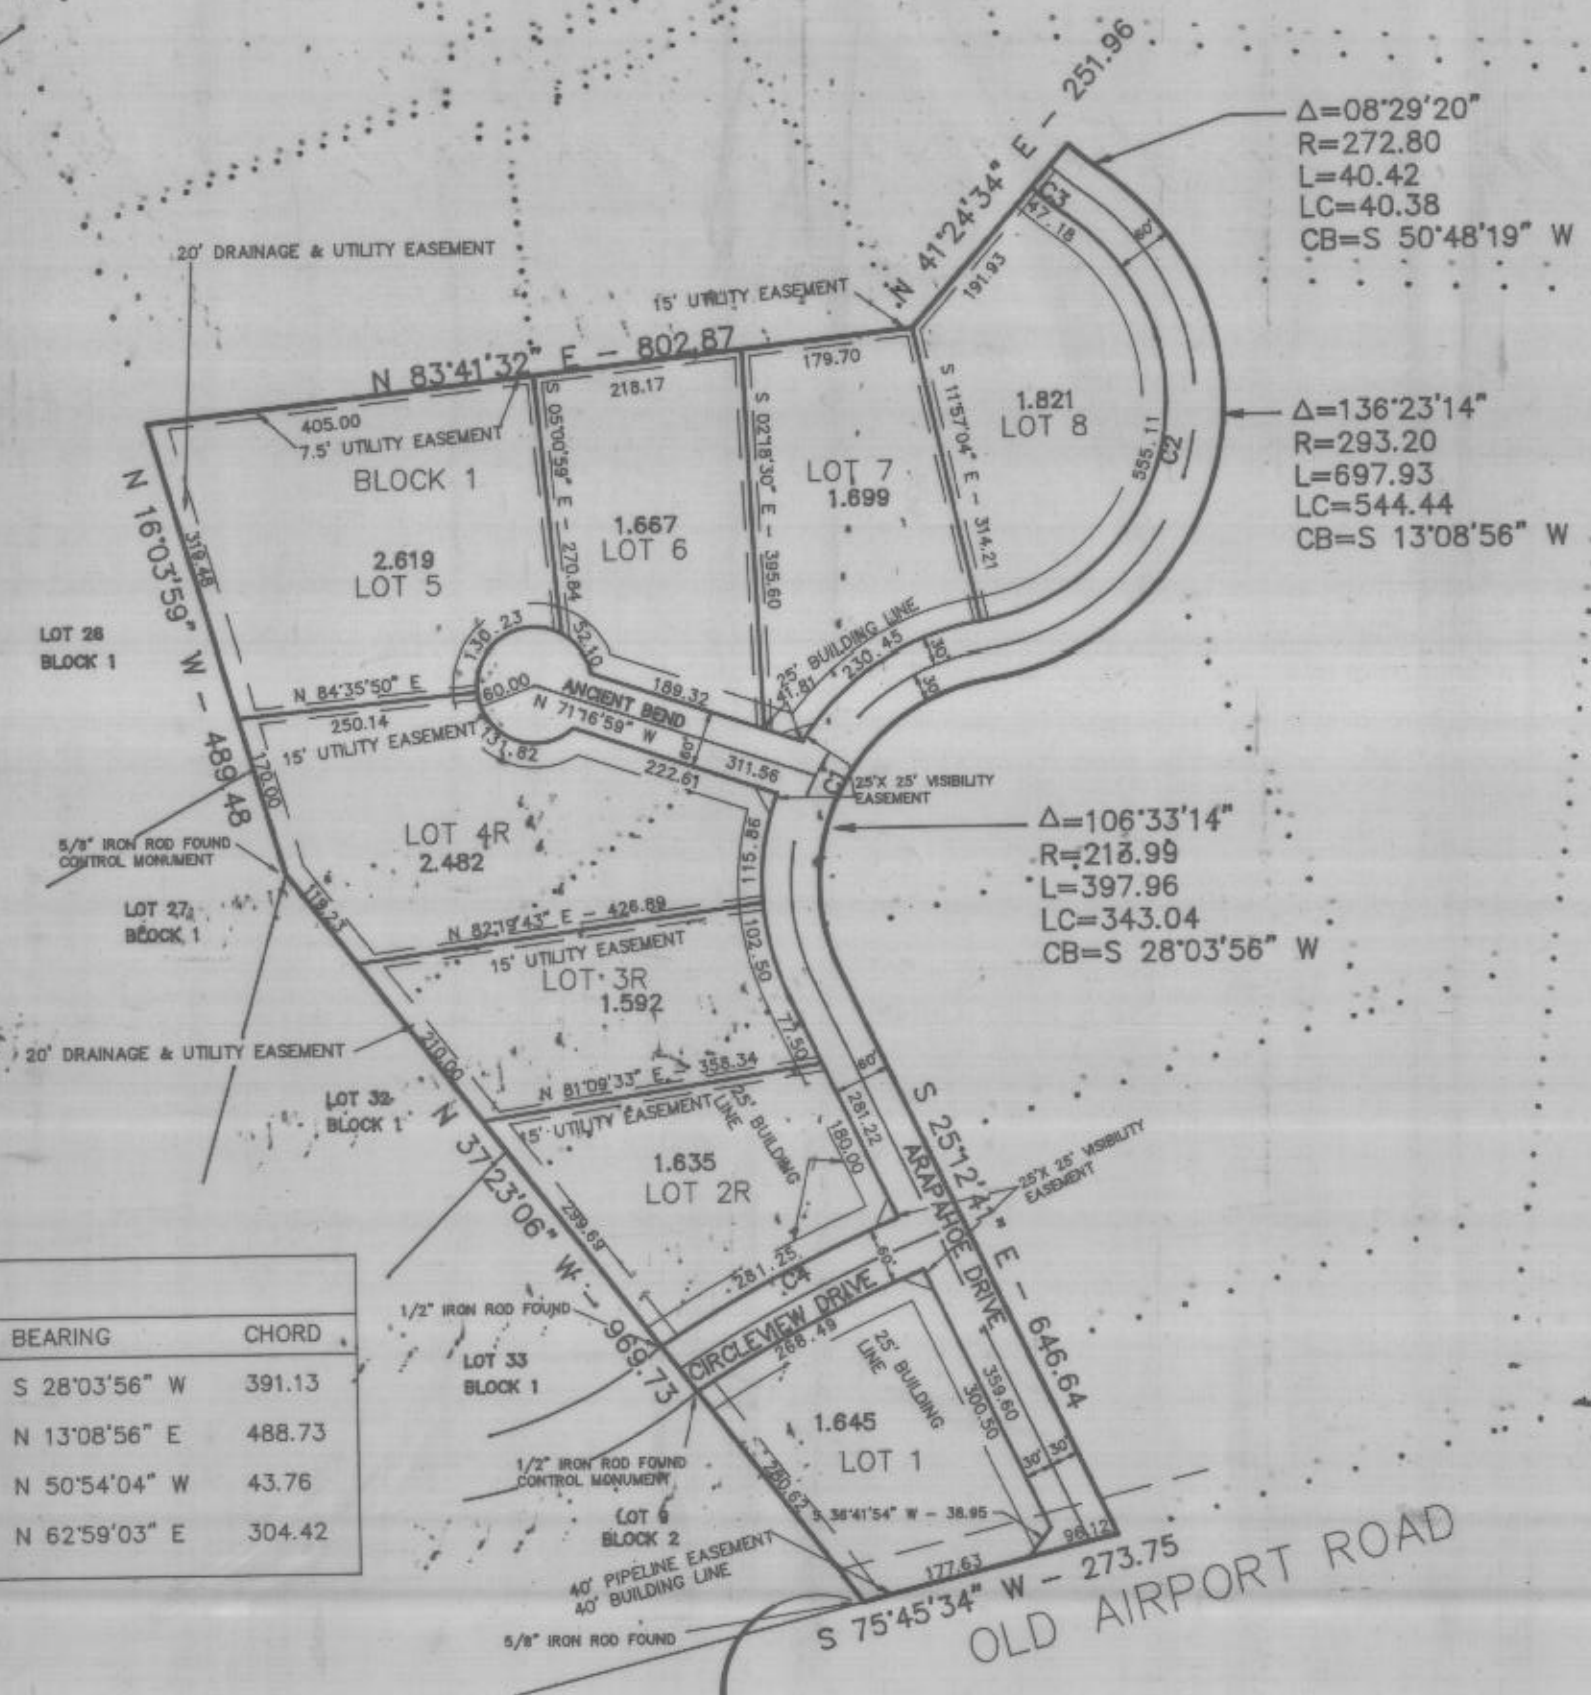 N 41°24'34" E - 251.96
Δ=08°29'20"
R=272.80
L=40.42
LC=40.38
CB=S 50°48'19" W
C3
47.18
60'
191.93
20' DRAINAGE & UTILITY EASEMENT
15' UTILITY EASEMENT
N 83°41'32" E - 802.87
405.00
218.17
179.70
7.5' UTILITY EASEMENT
BLOCK 1
2.619
LOT 5
S 05°00'59" E - 270.84
1.667
LOT 6
S 02°18'30" E - 395.60
LOT 7
1.699
S 11°57'04" E - 314.21
1.821
LOT 8
555.11
C2
Δ=136°23'14"
R=293.20
L=697.93
LC=544.44
CB=S 13°08'56" W
N 16°03'59" W - 489.48
319.48
LOT 26
BLOCK 1
130.23
52.10
25' BUILDING LINE
41.81
230.45
30'
30'
N 84°35'50" E
250.14
15' UTILITY EASEMENT
60.00
ANCIENT BEND
N 71°16'59" W
189.32
131.82
60'
311.56
222.61
25'X 25' VISIBILITY
EASEMENT
170.00
5/8" IRON ROD FOUND
CONTROL MONUMENT
LOT 4R
2.482
115.86
Δ=106°33'14"
L=397.96
LC=343.04
CB=S 28°03'56" W
LOT 27
BLOCK 1
118.23
N 82°19'43" E - 426.89
15' UTILITY EASEMENT
LOT 3R
1.592
102.50
77.50
20' DRAINAGE & UTILITY EASEMENT
210.00
N 81°09'33" E - 358.34
15' UTILITY EASEMENT
25' BUILDING
LINE
60'
281.22
180.00
LOT 32
BLOCK 1
N 37°23'06" W - 969.73
S 25°12'41" E - 646.64
ARAPAHOE DRIVE
25'X 25' VISIBILITY
EASEMENT
1.635
LOT 2R
299.69
281.25
C4
60'
CIRCLEVIEW DRIVE
268.49
1/2" IRON ROD FOUND
LOT 33
BLOCK 1
BEARING CHORD
S 28°03'56" W 391.13
N 13°08'56" E 488.73
N 50°54'04" W 43.76
N 62°59'03" E 304.42
25' BUILDING
LINE
359.60
300.50
1.645
LOT 1
30'
30'
1/2" IRON ROD FOUND
CONTROL MONUMENT
280.62
S 36°41'54" W - 38.95
LOT 9
BLOCK 2
40' PIPELINE EASEMENT
40' BUILDING LINE
96.12
177.63
S 75°45'34" W - 273.75
5/8" IRON ROD FOUND
OLD AIRPORT ROAD